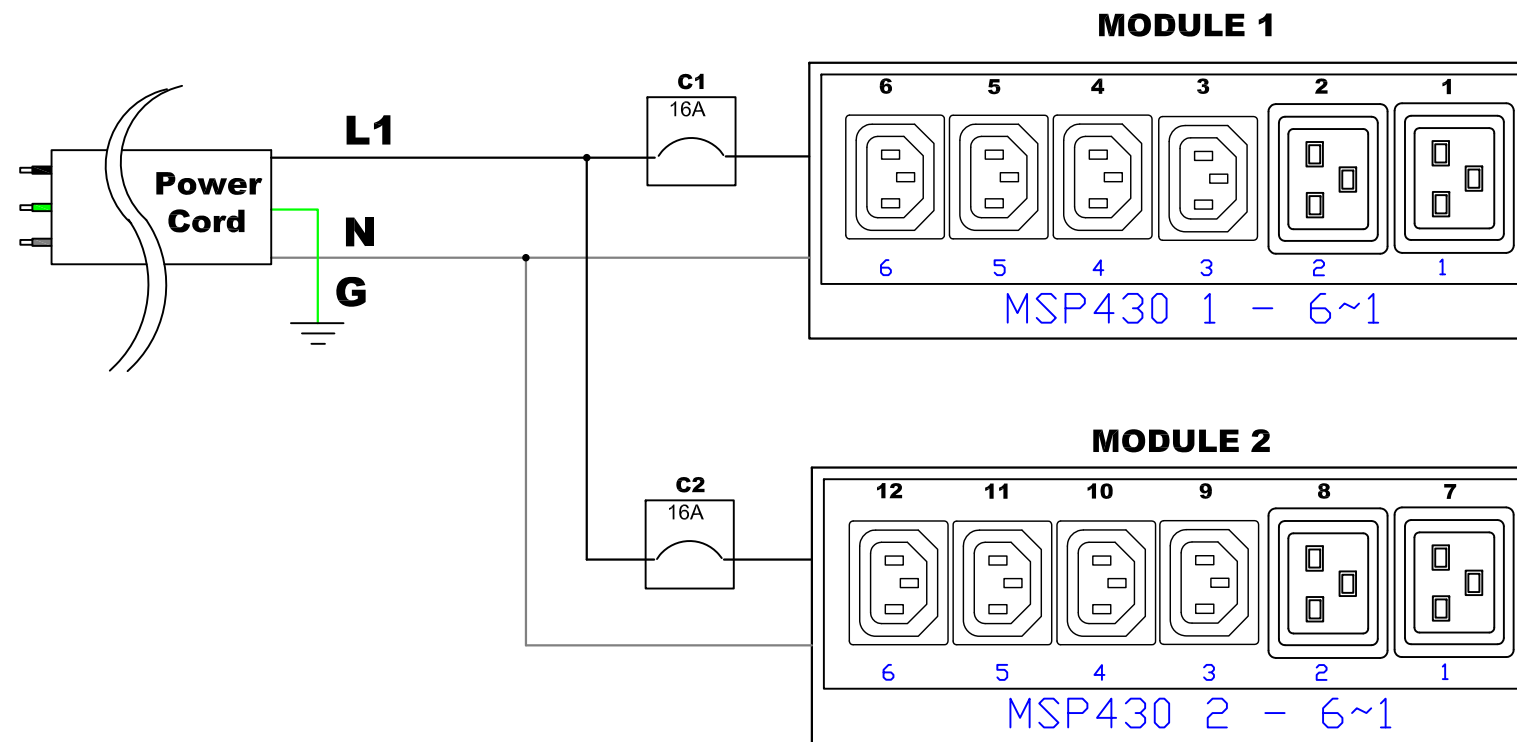 MODULE 1
C1
16A
6 5 4 3 2 1
L1
Power
Cord
N
G
6 5 4 3 2 1
MSP430 1 - 6~1
MODULE 2
C2
16A
12 11 10 9 8 7
6 5 4 3 2 1
MSP430 2 - 6~1